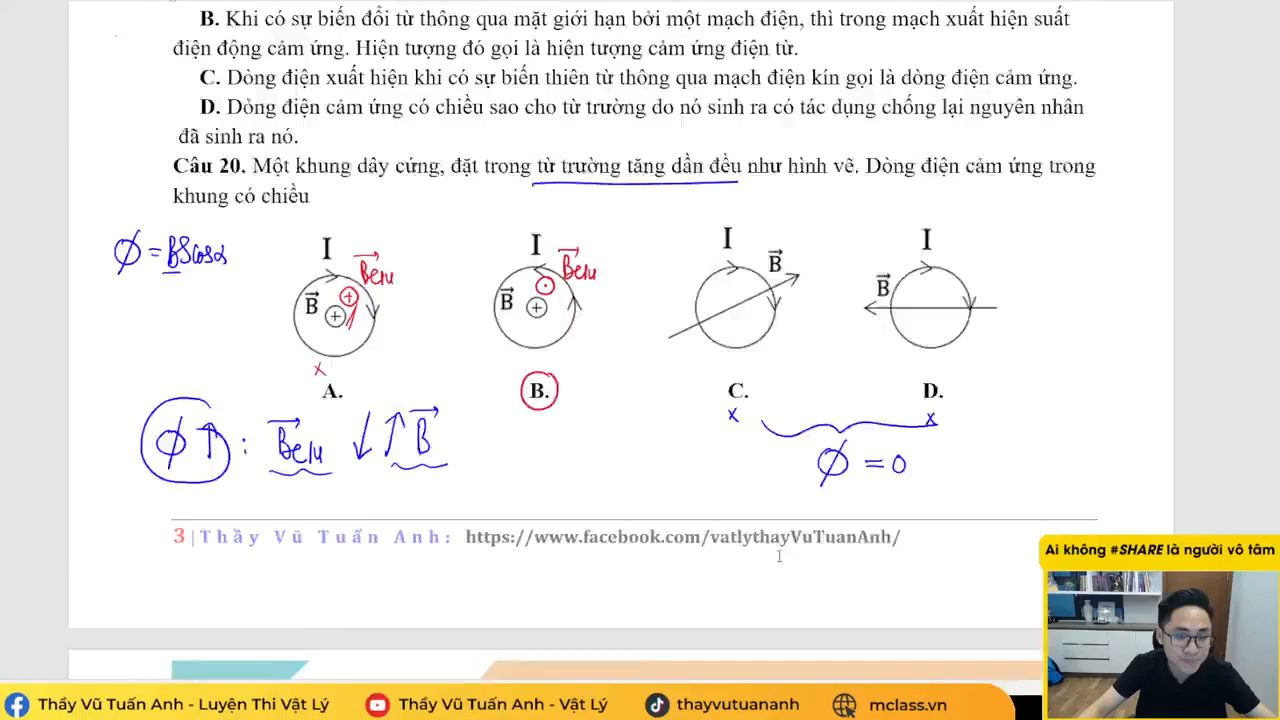 B. Khi có sự biến đổi từ thông qua mặt giới hạn bởi một mạch điện, thì trong mạch xuất hiện suất
điện động cảm ứng. Hiện tượng đó gọi là hiện tượng cảm ứng điện từ.
C. Dòng điện xuất hiện khi có sự biến thiên từ thông qua mạch điện kín gọi là dòng điện cảm ứng.
D. Dòng điện cảm ứng có chiều sao cho từ trường do nó sinh ra có tác dụng chống lại nguyên nhân
đã sinh ra nó.
Câu 20. Một khung dây cứng, đặt trong từ trường tăng dần đều như hình vẽ. Dòng điện cảm ứng trong
khung có chiều
ϕ = BScosα
I I I I
B⃗cư B⃗cư B⃗ B⃗
B⃗ + B⃗ +
x
A. B. C. D.
x x
ϕ↑ : B⃗cư ↓↑ B⃗
ϕ = 0
3 | Thầy Vũ Tuấn Anh: https://www.facebook.com/vatlythayVuTuanAnh/
Ai không #SHARE là người vô tâm
Thầy Vũ Tuấn Anh - Luyện Thi Vật Lý Thầy Vũ Tuấn Anh - Luyện Thi Vật Lý thayvutuananh mclass.vn